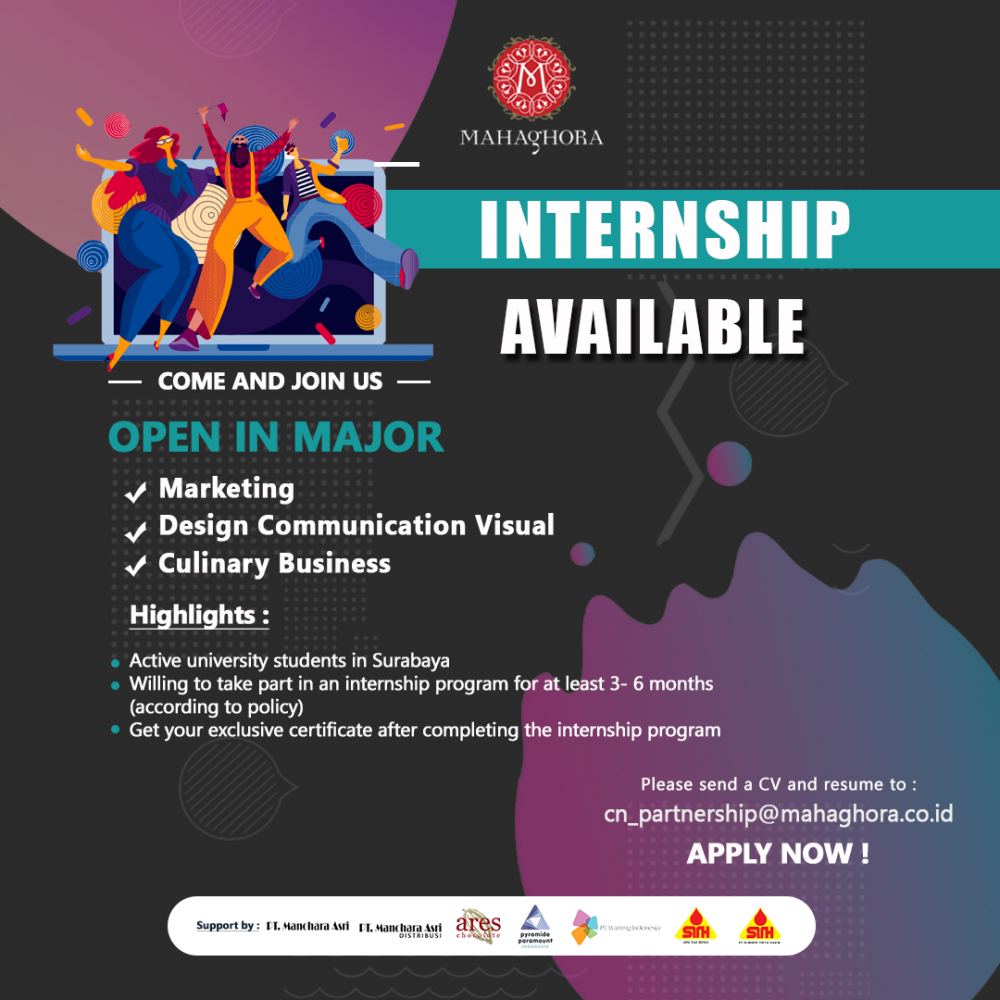 MAHAGHORA
INTERNSHIP
AVAILABLE
COME AND JOIN US
OPEN IN MAJOR
Marketing
Design Communication Visual
Culinary Business
Highlights :
Active university students in Surabaya
Willing to take part in an internship program for at least 3- 6 months
(according to policy)
Get your exclusive certificate after completing the internship program
Please send a CV and resume to :
cn_partnership@mahaghora.co.id
APPLY NOW !
Support by : PT. Manchara Asri PT. Manchara Asri
DISTRIBUSI
ares
chocolate
pyramide
paramount
INDONESIA